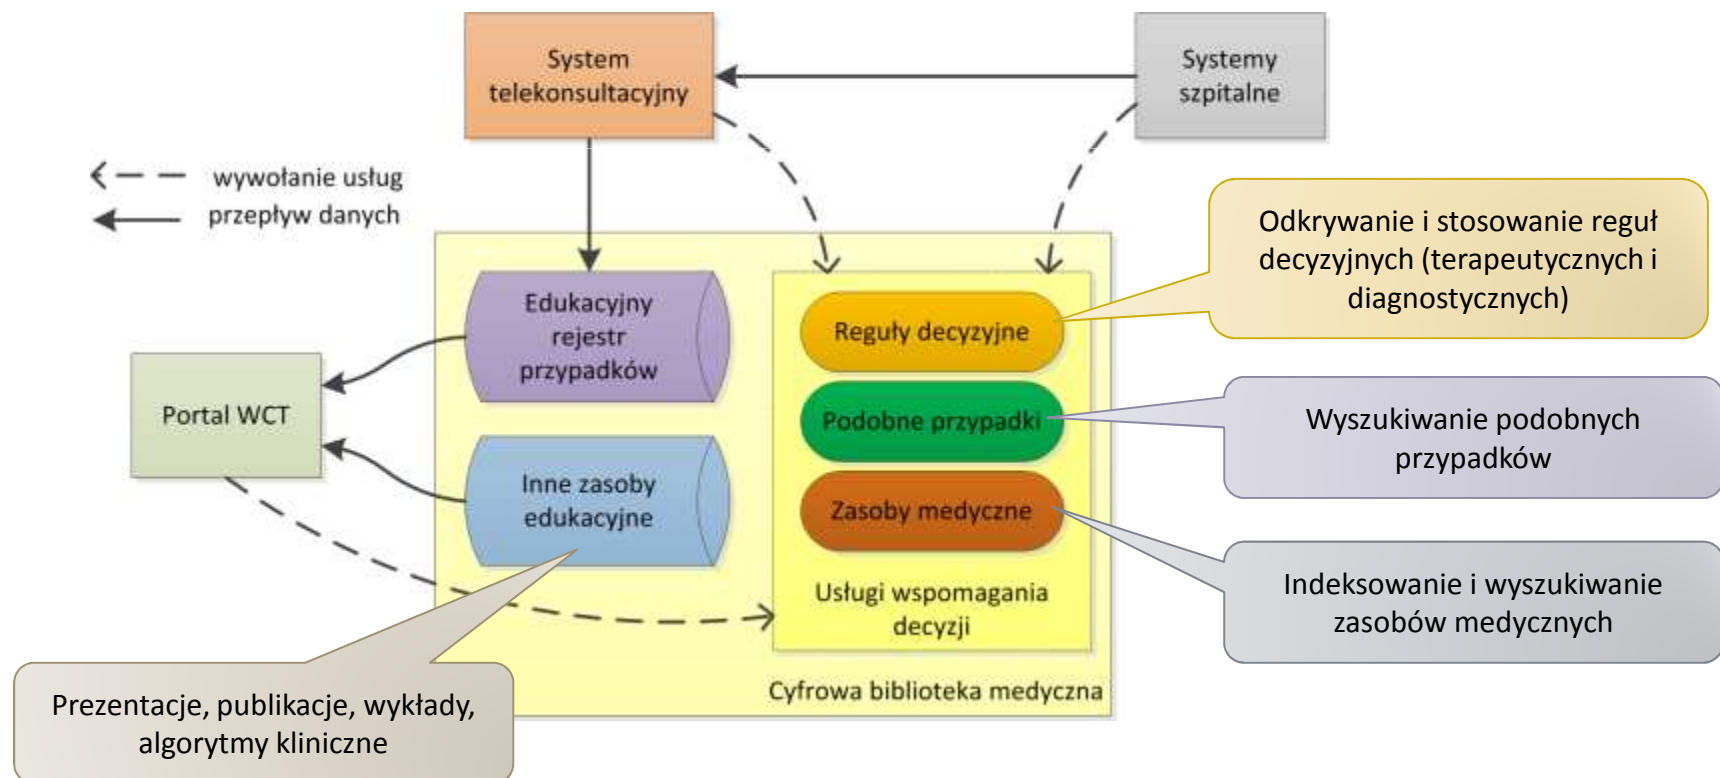 System
telekonsultacyjny
Systemy
szpitalne
wywołanie usług
przepływ danych
Odkrywanie i stosowanie reguł
decyzyjnych (terapeutycznych i
diagnostycznych)
Edukacyjny
rejestr
przypadków
Reguły decyzyjne
Portal WCT
Podobne przypadki
Wyszukiwanie podobnych
przypadków
Inne zasoby
edukacyjne
Zasoby medyczne
Indeksowanie i wyszukiwanie
zasobów medycznych
Usługi wspomagania
decyzji
Cyfrowa biblioteka medyczna
Prezentacje, publikacje, wykłady,
algorytmy kliniczne